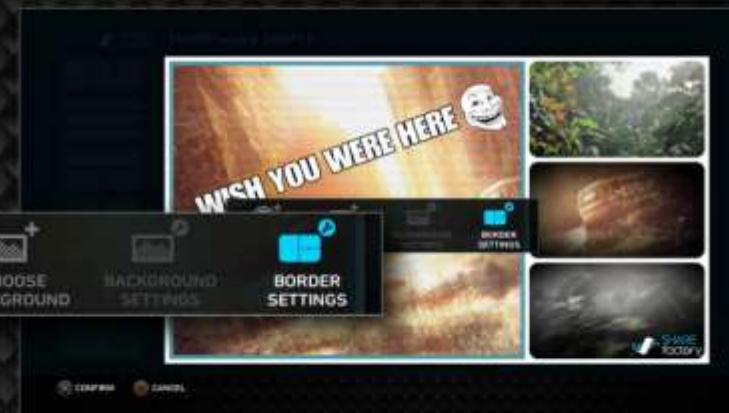 WISH YOU WERE HERE
BORDER
SETTINGS
OOSE
GROUND
BACKGROUND
SETTINGS
BORDER
SETTINGS
SHARE
factory
CONFIRM
CANCEL